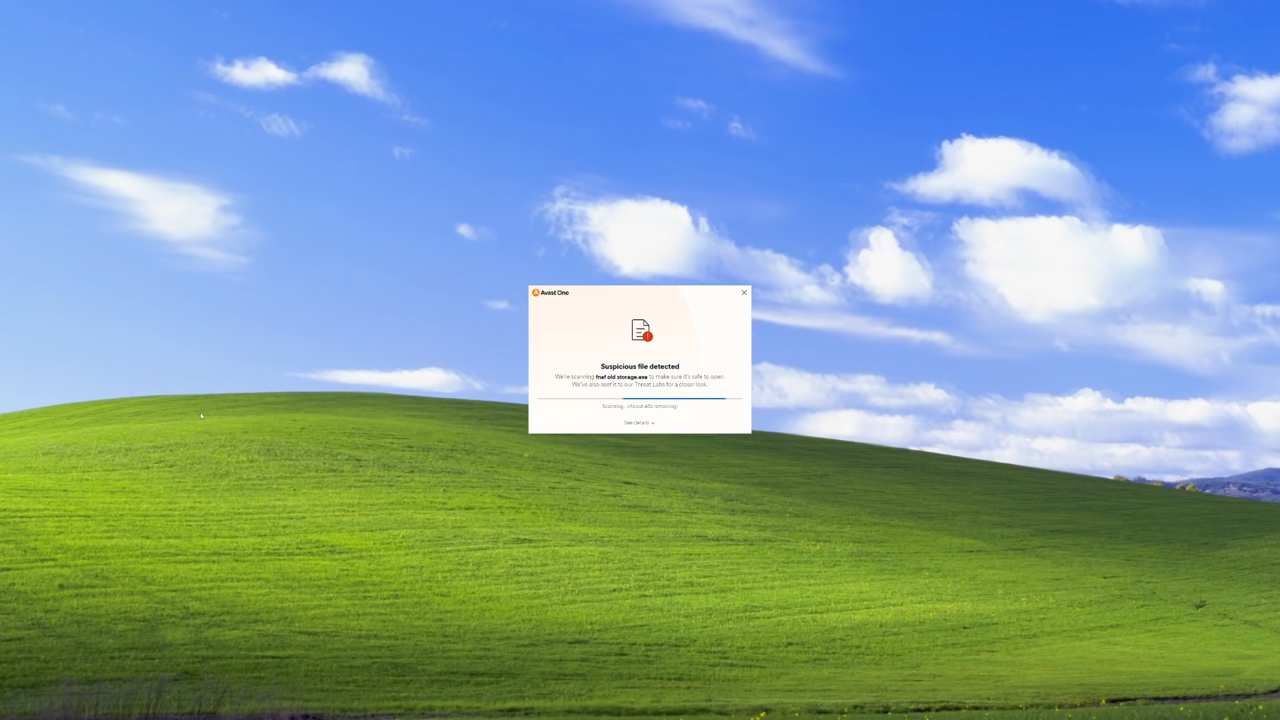 Avast One
Suspicious file detected
We're scanning fnaf old storage.exe to make sure it's safe to open.
We've also sent it to our Threat Labs for a closer look.
Scanning... (About 48s remaining)
See details